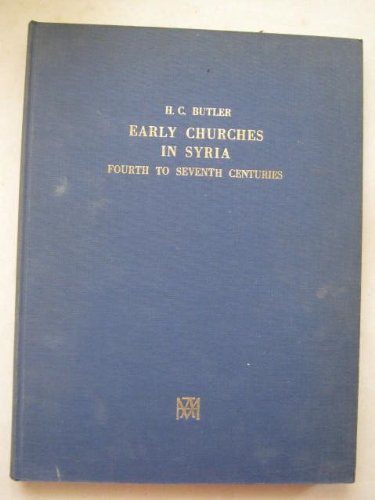 H. C. BUTLER
EARLY CHURCHES
IN SYRIA
FOURTH TO SEVENTH CENTURIES